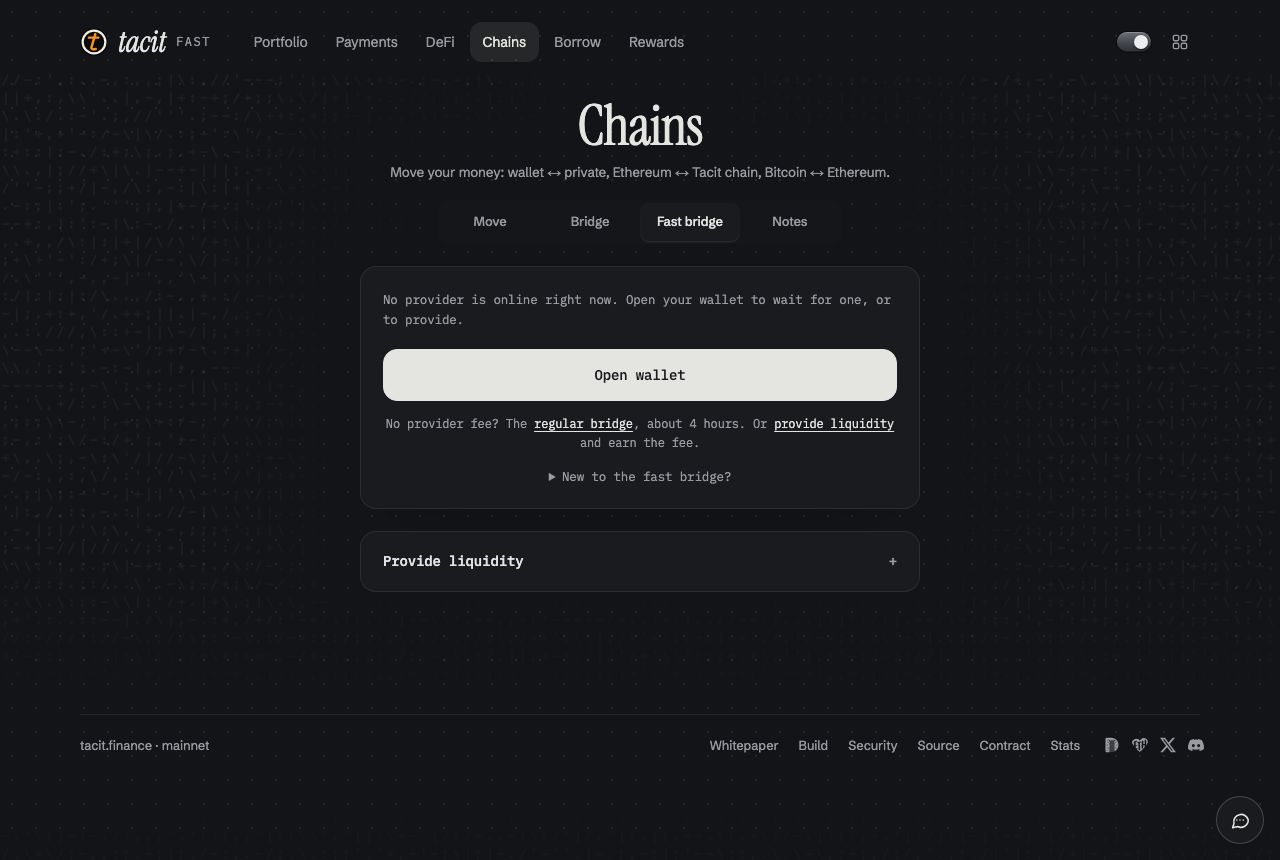 tacit FAST Portfolio Payments DeFi Chains Borrow Rewards
Chains
Move your money: wallet ↔ private, Ethereum ↔ Tacit chain, Bitcoin ↔ Ethereum.
Move Bridge Fast bridge Notes
No provider is online right now. Open your wallet to wait for one, or
to provide.
Open wallet
No provider fee? The regular bridge, about 4 hours. Or provide liquidity
and earn the fee.
▶ New to the fast bridge?
Provide liquidity +
tacit.finance · mainnet Whitepaper Build Security Source Contract Stats